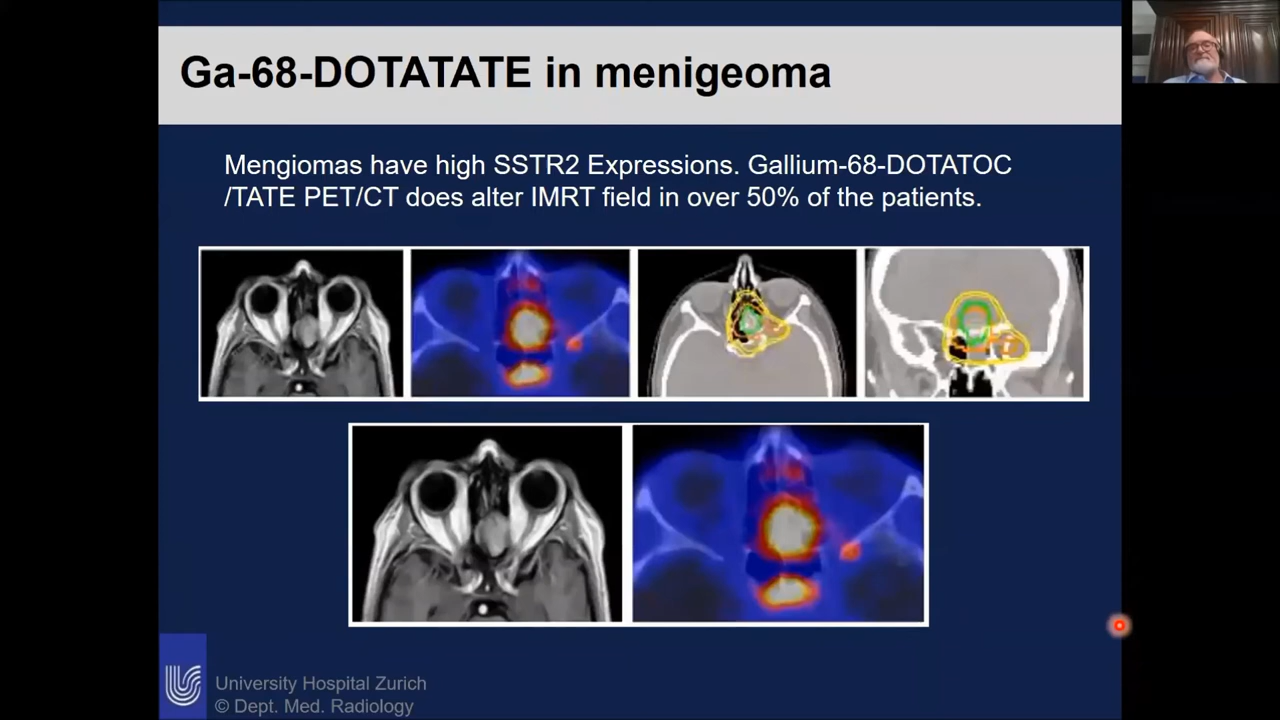 Ga-68-DOTATATE in menigeoma
Mengiomas have high SSTR2 Expressions. Gallium-68-DOTATOC
/TATE PET/CT does alter IMRT field in over 50% of the patients.
University Hospital Zurich
© Dept. Med. Radiology